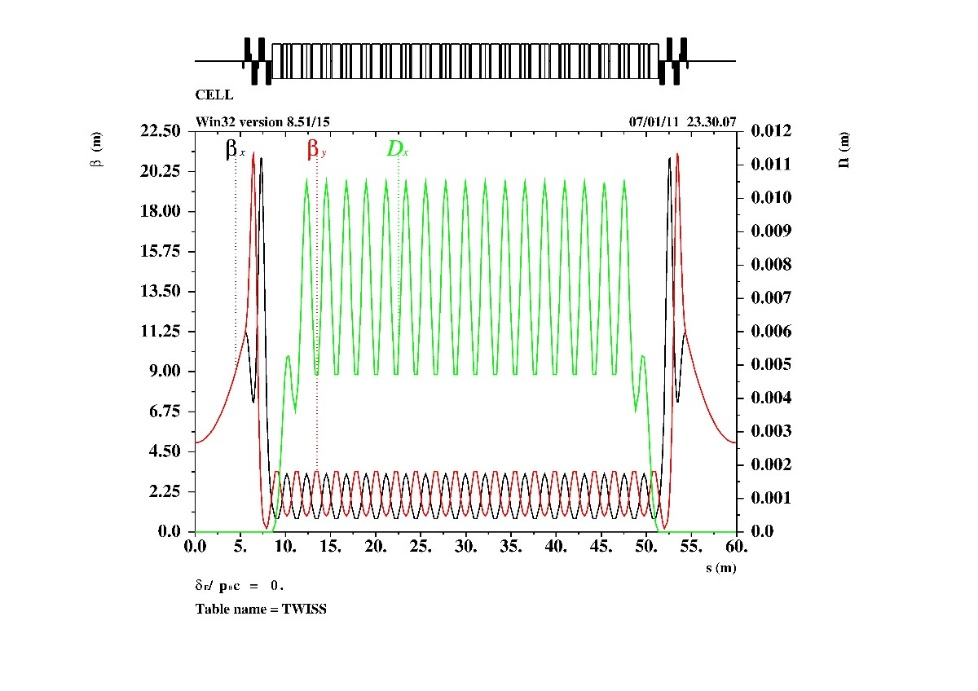 CELL
Win32 version 8.51/15 07/01/11 23.30.07
β (m)
22.50
20.25
18.00
15.75
13.50
11.25
9.00
6.75
4.50
2.25
0.0
βx βy Dx
0.012
0.011
0.010
0.009
0.008
0.007
0.006
0.005
0.004
0.003
0.002
0.001
0.0
D (m)
0.0 5. 10. 15. 20. 25. 30. 35. 40. 45. 50. 55. 60.
s (m)
δE/ p0c = 0.
Table name = TWISS